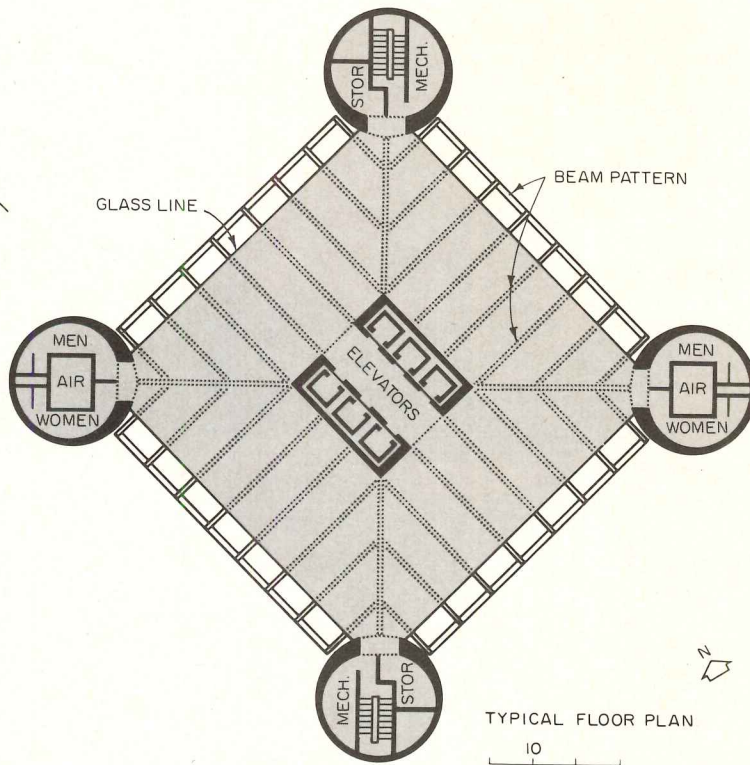 STOR
MECH.
BEAM PATTERN
GLASS LINE
MEN
AIR
WOMEN
ELEVATORS
MEN
AIR
WOMEN
MECH.
STOR
N
TYPICAL FLOOR PLAN
10